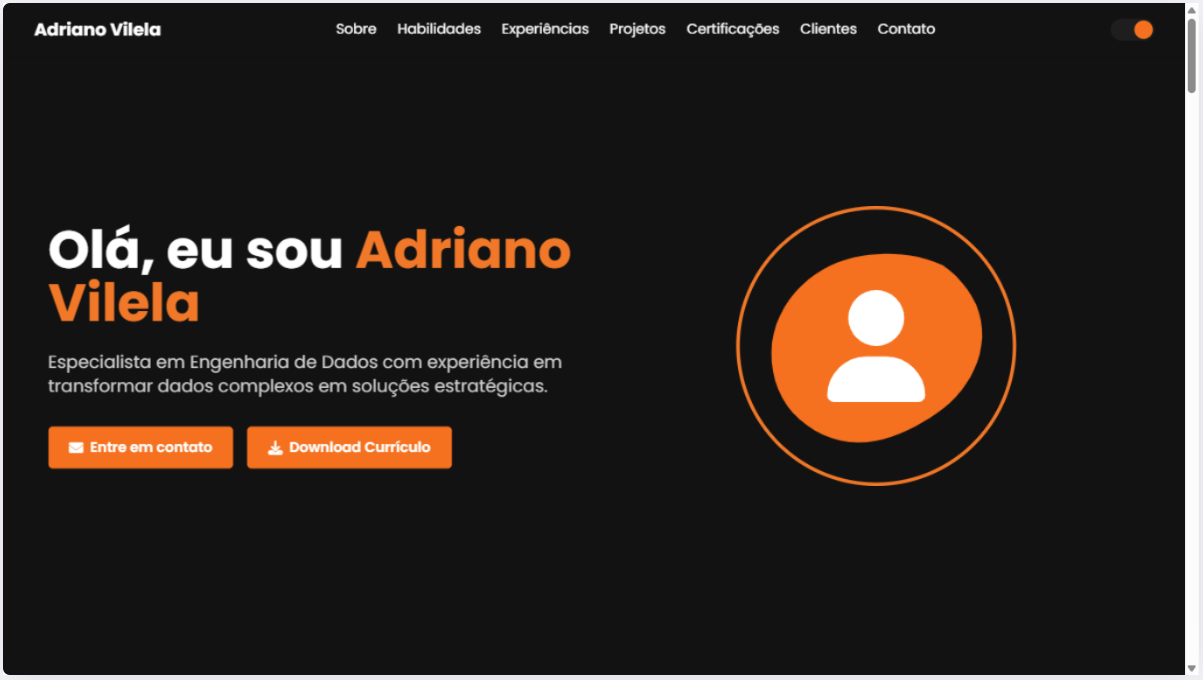 Adriano Vilela
Sobre Habilidades Experiências Projetos Certificações Clientes Contato
Olá, eu sou Adriano
Vilela
Especialista em Engenharia de Dados com experiência em
transformar dados complexos em soluções estratégicas.
Entre em contato
Download Currículo